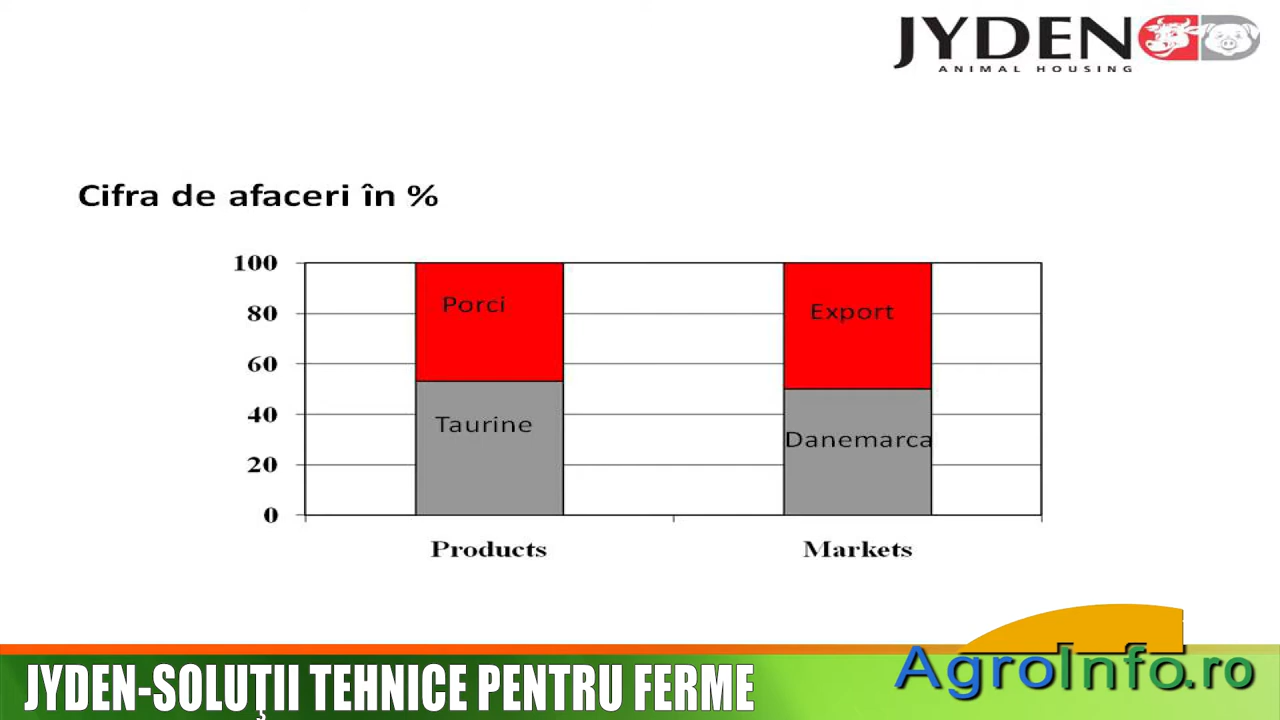 JYDEN
ANIMAL HOUSING
Cifra de afaceri în %
100
80
60
40
20
0
Porci
Taurine
Export
Danemarca
Products
Markets
JYDEN-SOLUŢII TEHNICE PENTRU FERME
AgroInfo.ro